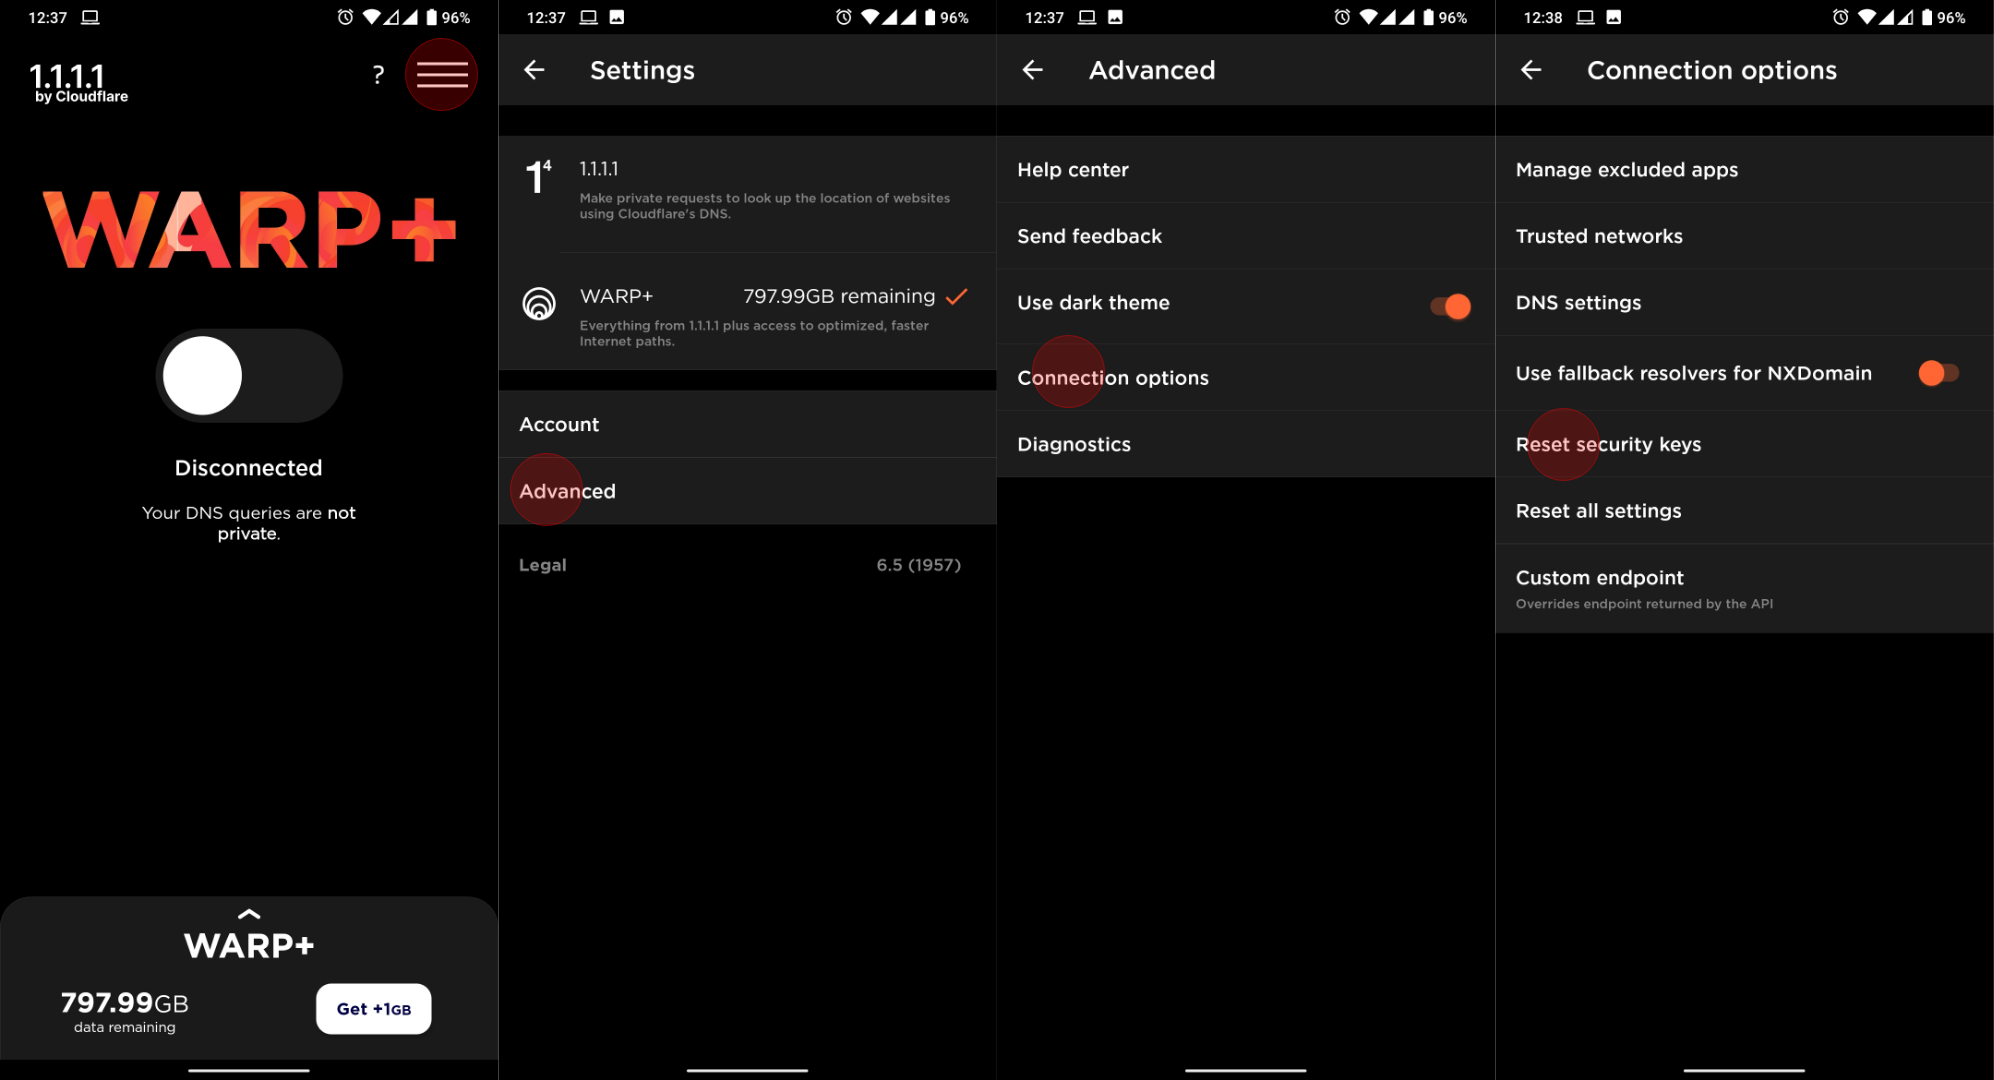 12:37
96%
1.1.1.1
by Cloudflare
?
WARP+
Disconnected
Your DNS queries are not
private.
WARP+
797.99GB
data remaining
Get +1GB
12:37
96%
Settings
1⁴
1.1.1.1
Make private requests to look up the location of websites
using Cloudflare's DNS.
WARP+
797.99GB remaining
Everything from 1.1.1.1 plus access to optimized, faster
Internet paths.
Account
Advanced
Legal
6.5 (1957)
12:37
96%
Advanced
Help center
Send feedback
Use dark theme
Connection options
Diagnostics
12:38
96%
Connection options
Manage excluded apps
Trusted networks
DNS settings
Use fallback resolvers for NXDomain
Reset security keys
Reset all settings
Custom endpoint
Overrides endpoint returned by the API